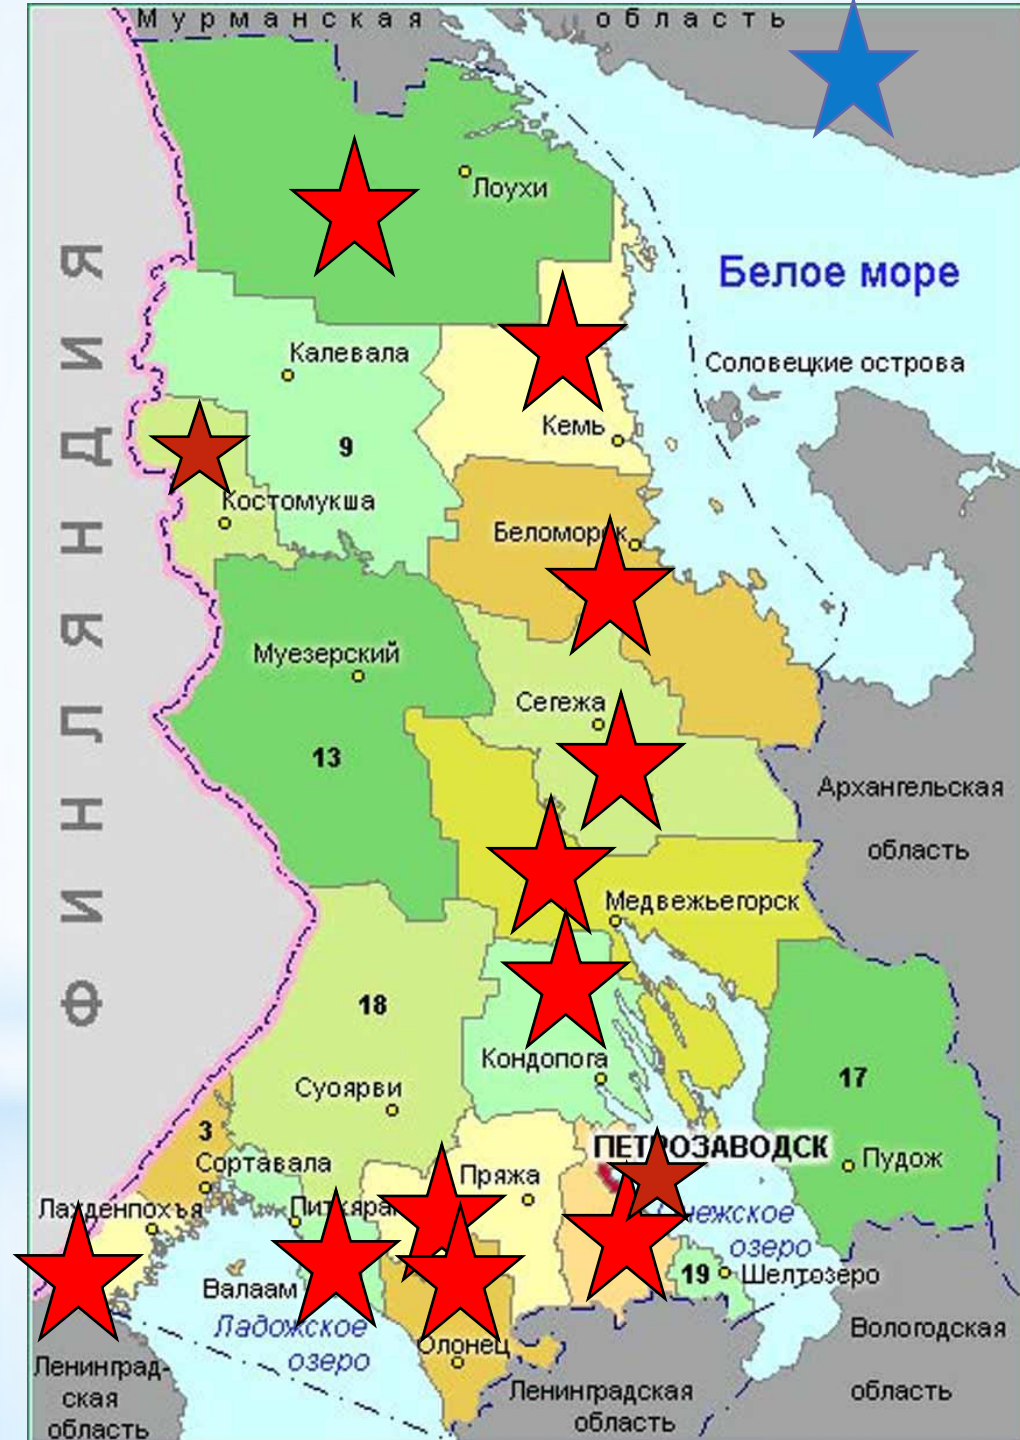 Мурманская область
Лоухи
Белое море
Соловецкие острова
Калевала
9
Кемь
Костомукша
Беломорск
ФИНЛЯНДИЯ
Муезерский
Сегежа
13
Архангельская
область
Медвежьегорск
18
Кондопога
17
Суоярви
3
ПЕТРОЗАВОДСК
Сортавала
Пряжа
Пудож
Лахденпохья
озеро
19
Шелтозеро
Валаам
Ладожское
озеро
Олонец
Вологодская
область
Ленинград-
ская
область
Ленинградская
область